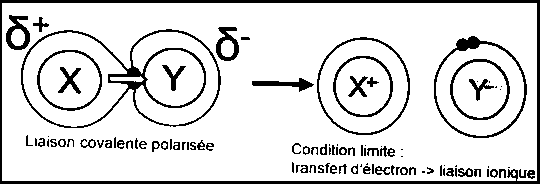 δ+ δ-
X Y X+ Y-
Liaison covalente polarisée
Condition limite :
transfert d'électron -> liaison ionique